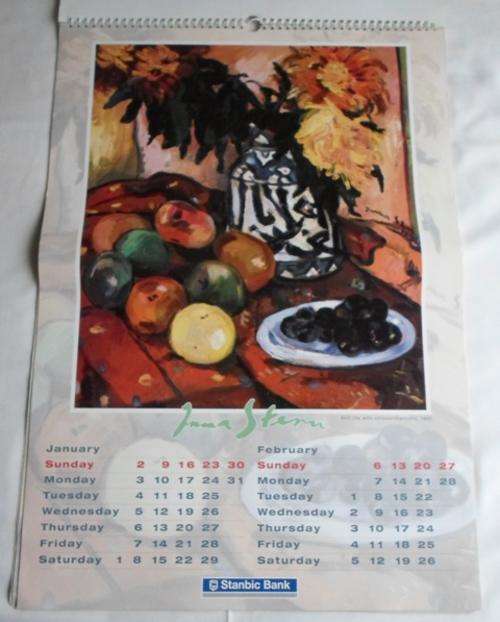 Irma Stern
January
Sunday 2 9 16 23 30
Monday 3 10 17 24 31
Tuesday 4 11 18 25
Wednesday 5 12 19 26
Thursday 6 13 20 27
Friday 7 14 21 28
Saturday 1 8 15 22 29
February
Sunday 6 13 20 27
Monday 7 14 21 28
Tuesday 1 8 15 22
Wednesday 2 9 16 23
Thursday 3 10 17 24
Friday 4 11 18 25
Saturday 5 12 19 26
Stanbic Bank